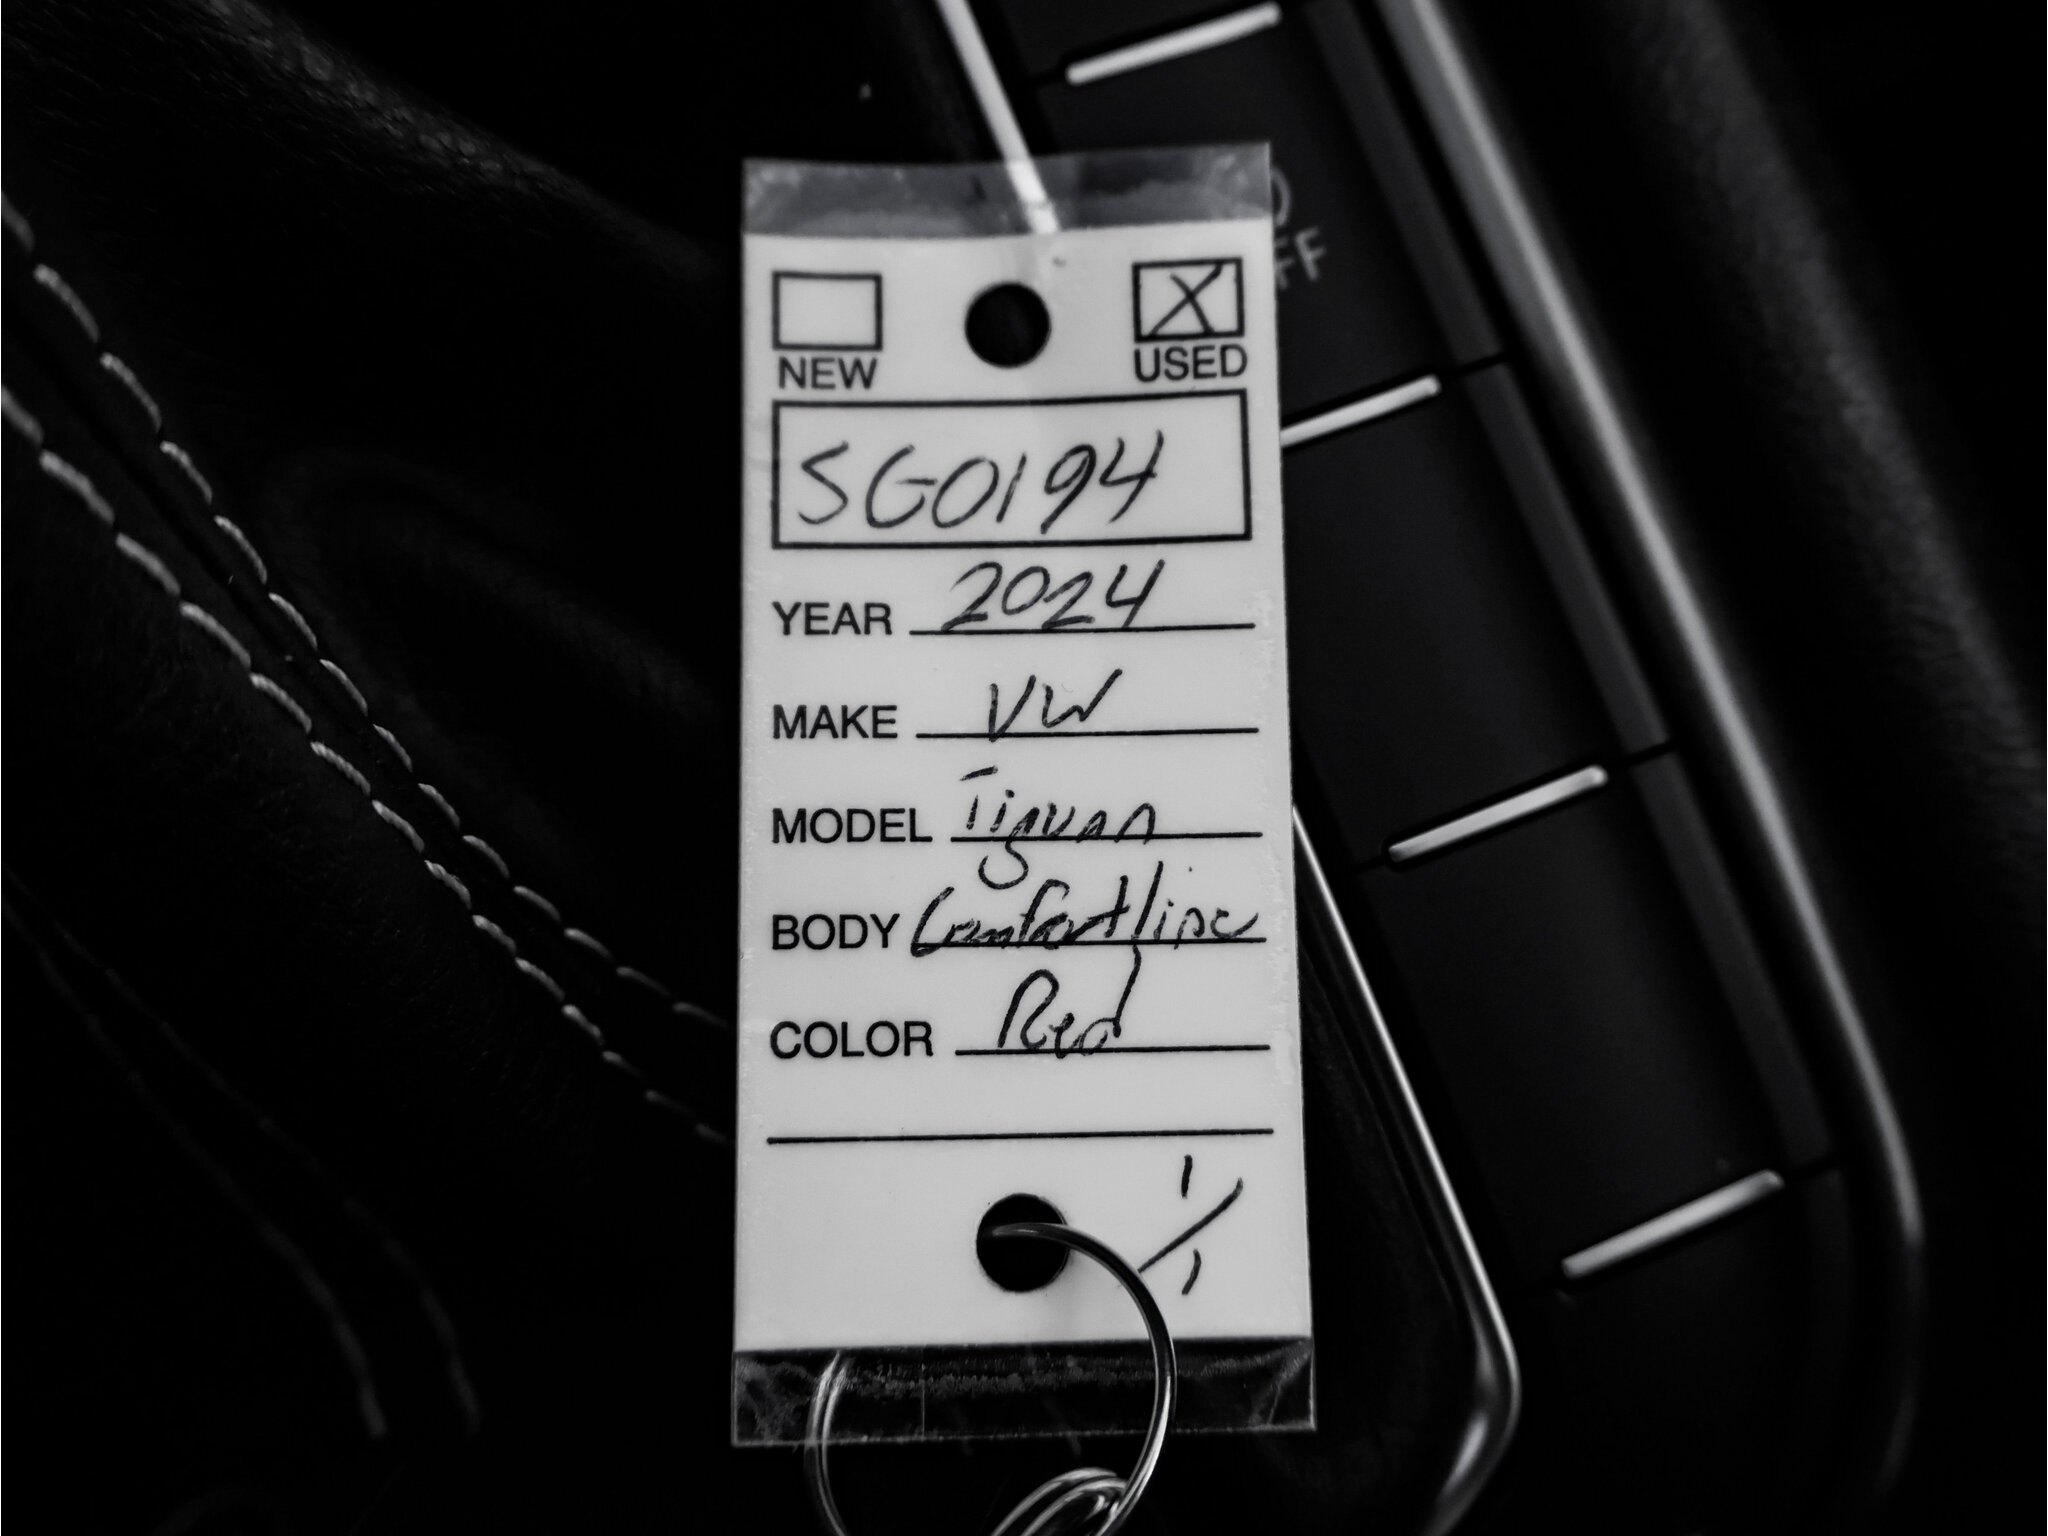 NEW USED
SG0194
YEAR 2024
MAKE VW
MODEL Tiguan
BODY Comfortline
COLOR Red
1/1